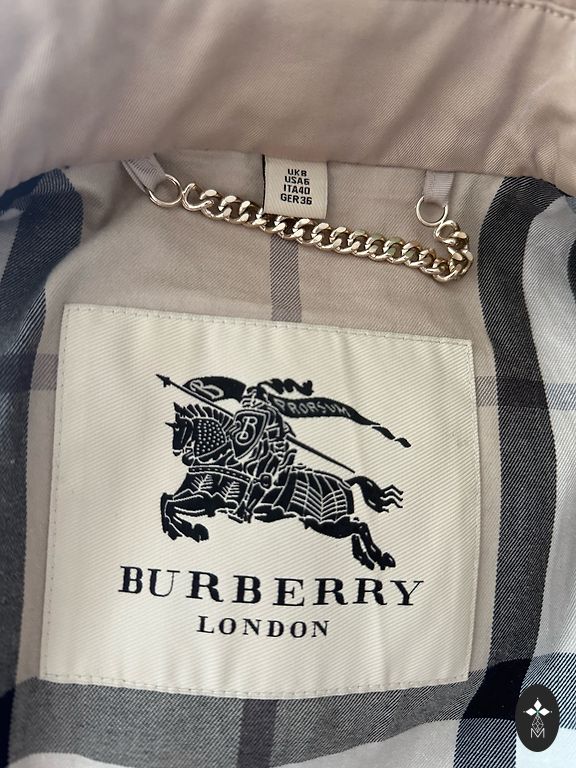 UK8
USA6
ITA40
GER36
B PRORSUM
B
BURBERRY
LONDON
M